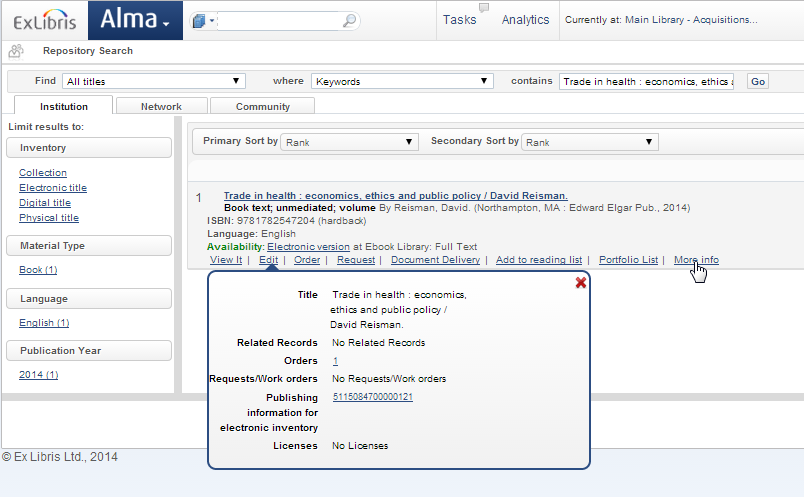 ExLibris Alma Tasks Analytics Currently at: Main Library - Acquisitions...
Repository Search
Find All titles where Keywords contains Trade in health : economics, ethics a Go
Institution Network Community
Limit results to:
Inventory
Collection
Electronic title
Digital title
Physical title
Material Type
Book (1)
Language
English (1)
Publication Year
2014 (1)
Primary Sort by Rank Secondary Sort by Rank
1 Trade in health : economics, ethics and public policy / David Reisman.
Book text; unmediated; volume By Reisman, David. (Northampton, MA : Edward Elgar Pub., 2014)
ISBN: 9781782547204 (hardback)
Language: English
Availability: Electronic version at Ebook Library: Full Text
View It | Edit | Order | Request | Document Delivery | Add to reading list | Portfolio List | More info
Title Trade in health : economics,
ethics and public policy /
David Reisman.
Related Records No Related Records
Orders 1
Requests/Work orders No Requests/Work orders
Publishing 5115084700000121
information for
electronic inventory
Licenses No Licenses
© Ex Libris Ltd., 2014